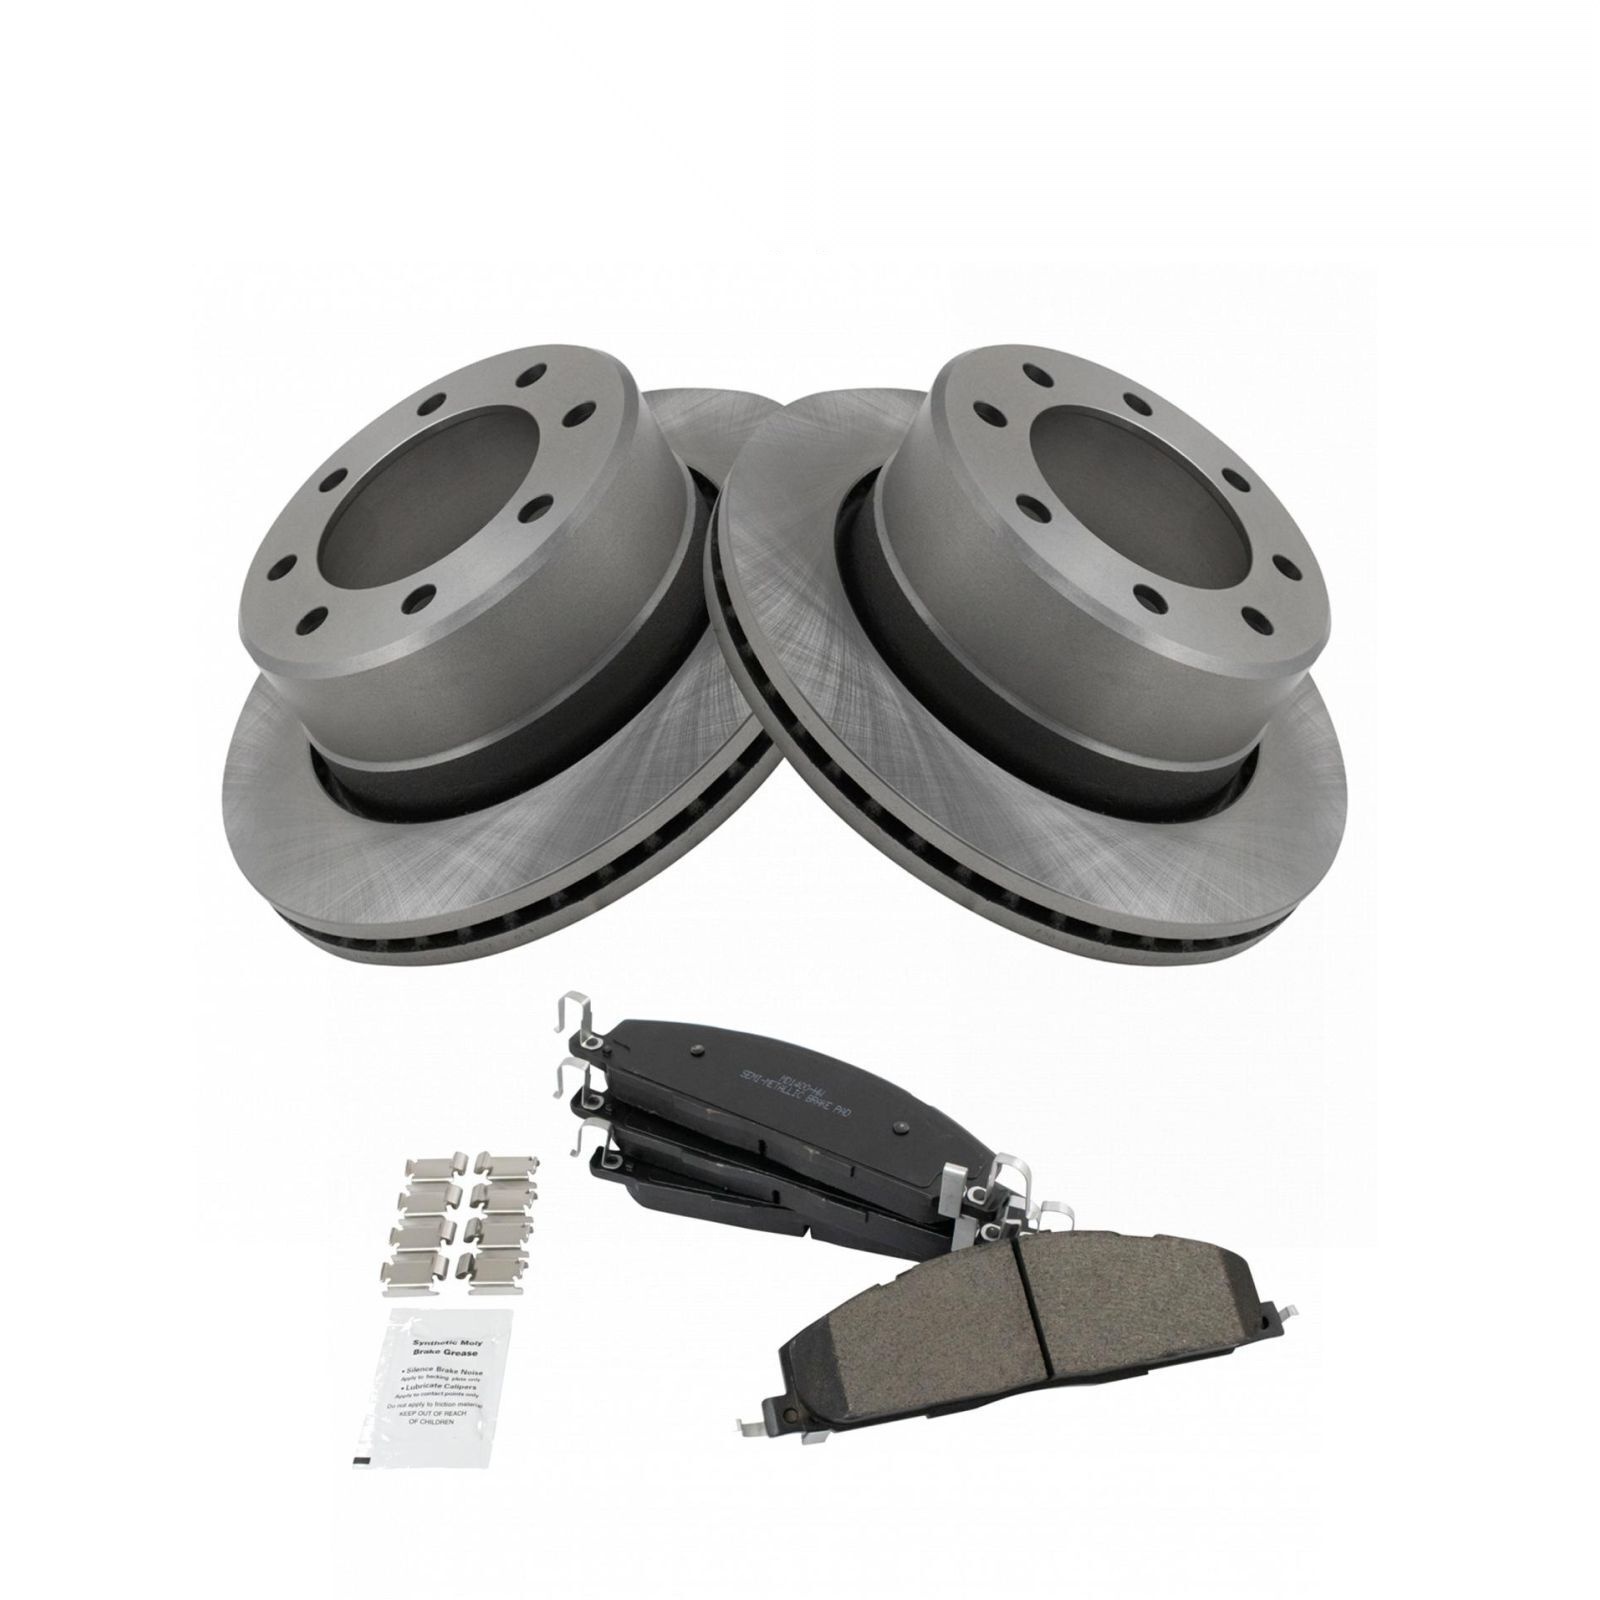 MD1400-HW
SEMI-METALLIC BRAKE PAD
Synthetic Moly
Brake Grease
• Silence Brake Noise
Apply to backing plate only
• Lubricate Calipers
Apply to contact points only
Do not apply to friction material
KEEP OUT OF REACH
OF CHILDREN